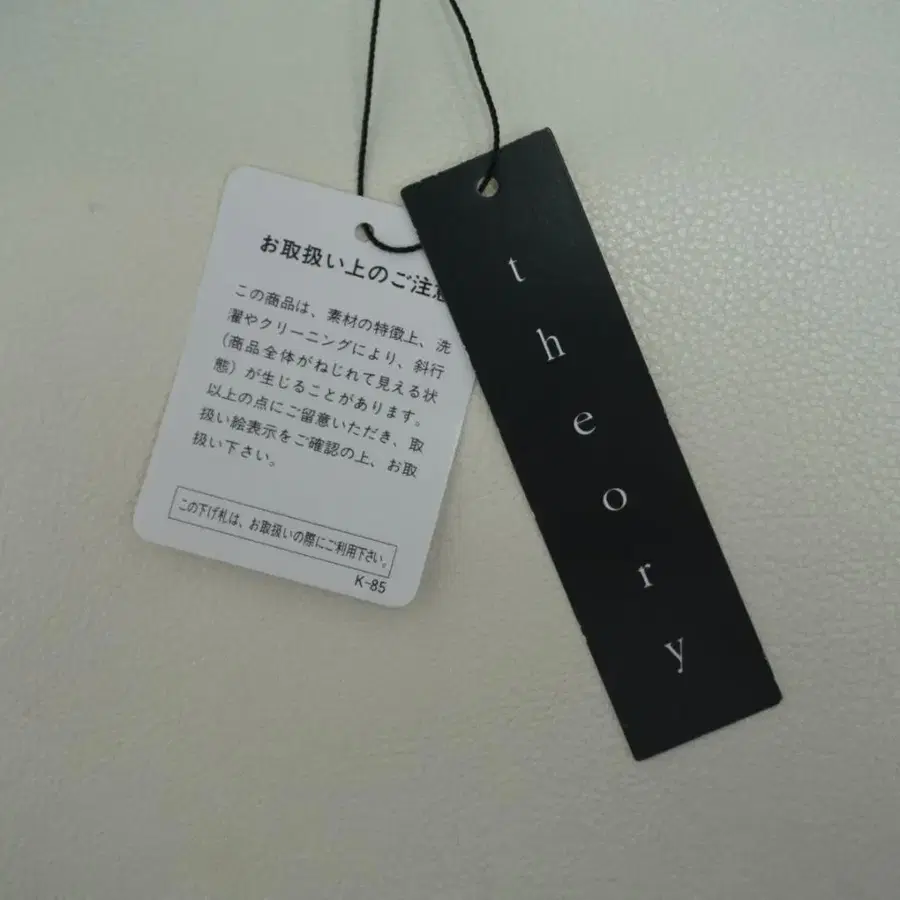 お取扱い上のご注意
この商品は、素材の特徴上、洗
濯やクリーニングにより、斜行
（商品全体がねじれて見える状
態）が生じることがあります。
以上の点にご留意いただき、取
扱い絵表示をご確認の上、お取
扱い下さい。
この下げ札は、お取扱いの際にご利用下さい。
K-85
theory